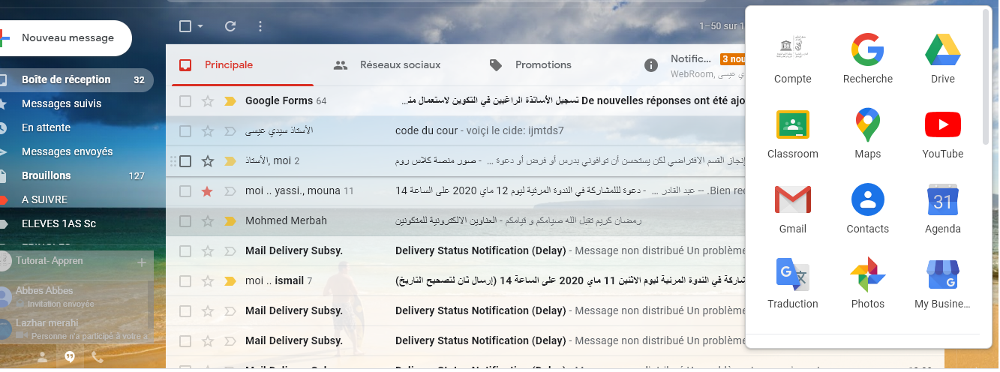 Nouveau message
Boîte de réception 32
Messages suivis
En attente
Messages envoyés
Brouillons 127
A SUIVRE
ELEVES 1AS Sc
Tutorat- Appren
Abbes Abbes
Invitation envoyée
Lazhar merahi
Personne n'a participé à votre a
1–50 sur 1
Principale
Réseaux sociaux
Promotions
Notific... 3 nou
WebRoom, ‎سيدي عيسى
Google Forms 64 De nouvelles réponses ont été ajo تسجيل الأساتذة الراغبين في التكوين لاستعمال منـ...
الأستاذ سيدي عيسى code du cour - voiçi le cide: ijmtds7
الأستاذ, moi 2 صور منصة كلاس روم - ... إنجاز القسم الافتراضي لكن يستحسن أن توافوني بدرس أو فرض أو دعوة
moi .. yassi., mouna 11 دعوة لللمشاركة في الندوة المرئية ليوم 12 ماي 2020 على الساعة 14 - ... عبد القادر -- .Bien rec
Mohmed Merbah العناوين الالكترونية للمتكونين - رمضان كريم تقبل الله صيامكم و قيامكم
Mail Delivery Subsy. Delivery Status Notification (Delay) - Message non distribué Un problème
moi .. ismail 7 شاركة في الندوة المرئية ليوم الاثنين 11 ماي 2020 على الساعة 14 (إرسال ثان لتصحيح التاريخ)
Mail Delivery Subsy. Delivery Status Notification (Delay) - Message non distribué Un problème
Mail Delivery Subsy. Delivery Status Notification (Delay) - Message non distribué Un problème
Compte Recherche Drive
Classroom Maps YouTube
31
Gmail Contacts Agenda
Traduction Photos My Busine...